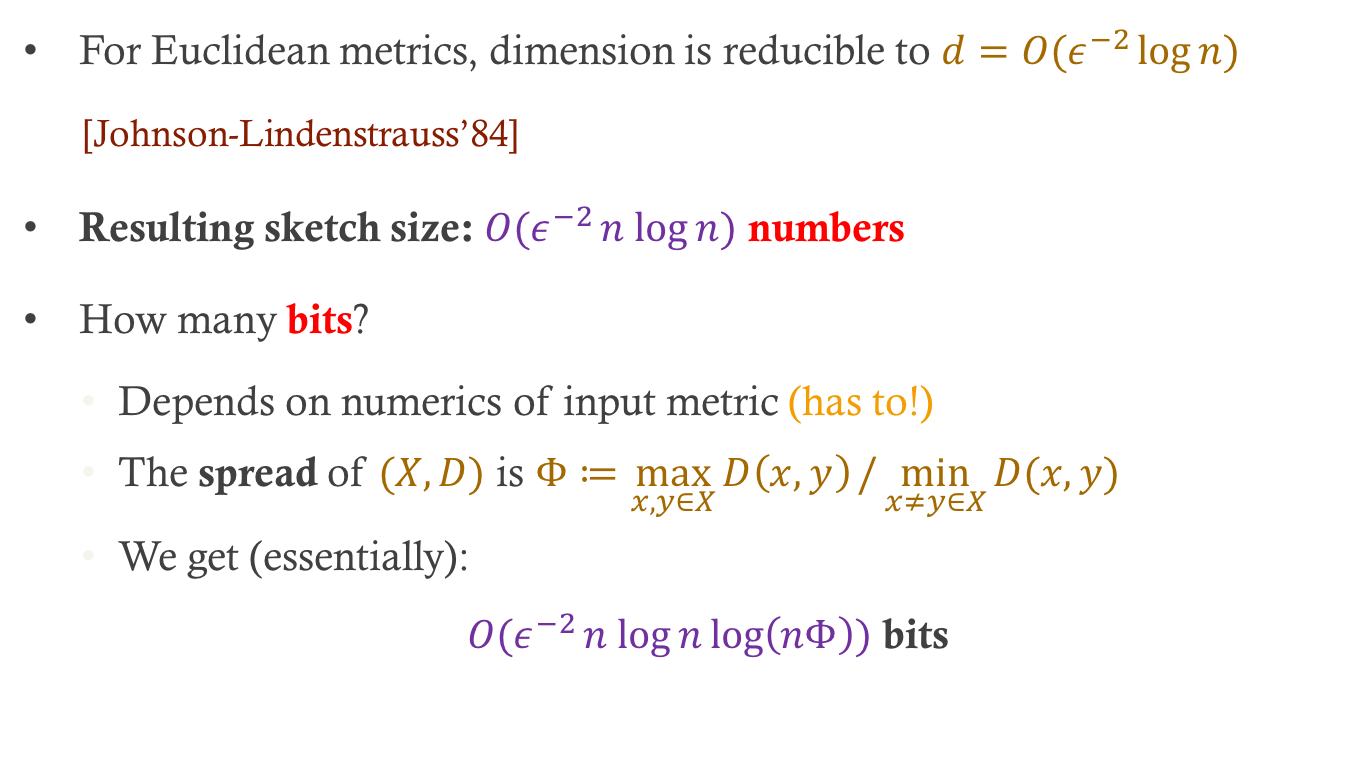 • For Euclidean metrics, dimension is reducible to 𝑑 = 𝑂(𝜖⁻² log 𝑛)
[Johnson-Lindenstrauss’84]
• Resulting sketch size: 𝑂(𝜖⁻² 𝑛 log 𝑛) numbers
• How many bits?
• Depends on numerics of input metric (has to!)
• The spread of (𝑋, 𝐷) is Φ ≔ max_{𝑥,𝑦∈𝑋} 𝐷(𝑥, 𝑦) / min_{𝑥≠𝑦∈𝑋} 𝐷(𝑥, 𝑦)
• We get (essentially):
𝑂(𝜖⁻² 𝑛 log 𝑛 log(𝑛Φ)) bits